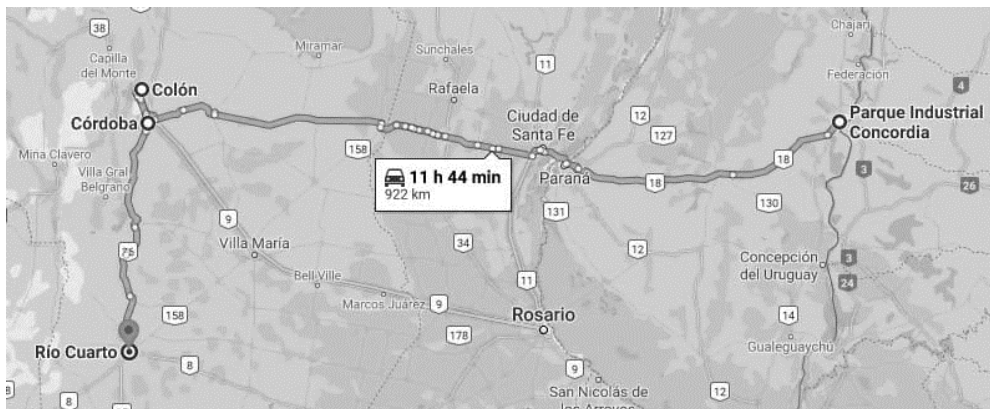 38
Capilla
del Monte
Miramar
Sunchales
11
Chajarí
Federación
4
Colón
Rafaela
Ciudad de
Santa Fe
12
127
Parque Industrial
Concordia
Córdoba
158
18
3
Mina Clavero
Villa Gral
Belgrano
11 h 44 min
922 km
Paraná
18
26
130
131
9
Villa María
34
12
Concepción
del Uruguay
3
24
Bell Ville
11
Marcos Juárez
9
Rosario
14
158
178
Gualeguaychú
Río Cuarto
8
9
San Nicolás de
los Arroyos
12
8